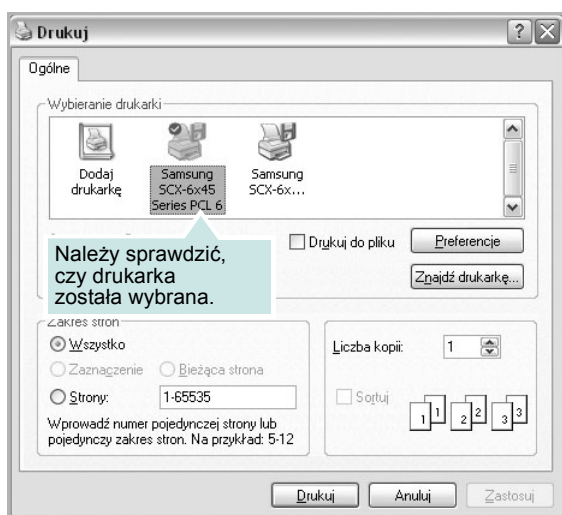 Drukuj
Ogólne
Wybieranie drukarki
Dodaj
drukarkę
Samsung
SCX-6x45
Series PCL 6
Samsung
SCX-6x...
Należy sprawdzić,
czy drukarka
została wybrana.
Drukuj do pliku
Preferencje
Znajdź drukarkę...
Zakres stron
Wszystko
Zaznaczenie
Bieżąca strona
Strony:
1-65535
Wprowadź numer pojedynczej strony lub
pojedynczy zakres stron. Na przykład: 5-12
Liczba kopii:
1
Sortuj
1 1 2 2 3 3
Drukuj
Anuluj
Zastosuj